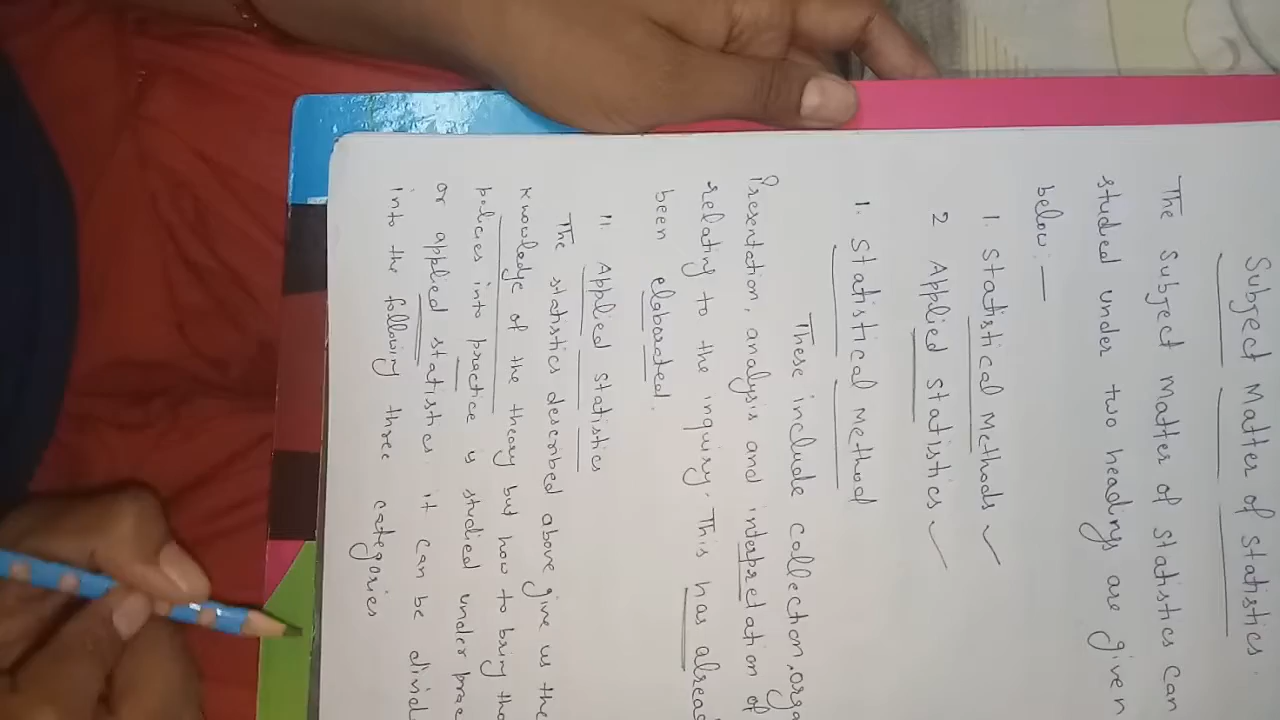 Subject Matter of Statistics.
The Subject Matter of Statistics can
studied under two headings are given
below:—
1. Statistical Methods ✓
2 Applied Statistics ✓
1. Statistical Method
These include collection, orga
Presentation, analysis and interpretation of
relating to the inquiry. This has alread
been elabaracted.
11 Applied Statistics
The statistics described above give us the
knowledge of the theory but how to bring tho
policies into practice is studied under prac
or applied statistics. it can be divid
into the following three categories